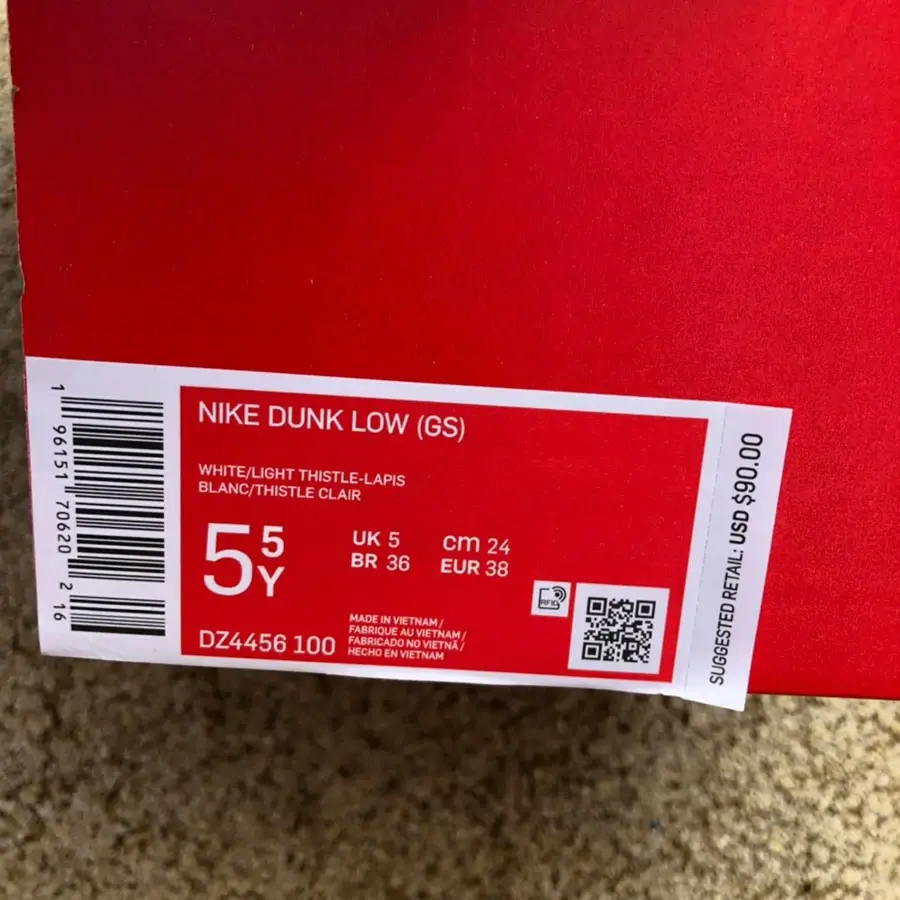 NIKE DUNK LOW (GS)
WHITE/LIGHT THISTLE-LAPIS
BLANC/THISTLE CLAIR
5 5Y
UK 5 cm 24
BR 36 EUR 38
DZ4456 100
MADE IN VIETNAM /
FABRIQUE AU VIETNAM /
FABRICADO NO VIETNÃ /
HECHO EN VIETNAM
RFID
1 96151 70620 2 16
SUGGESTED RETAIL: USD $90.00